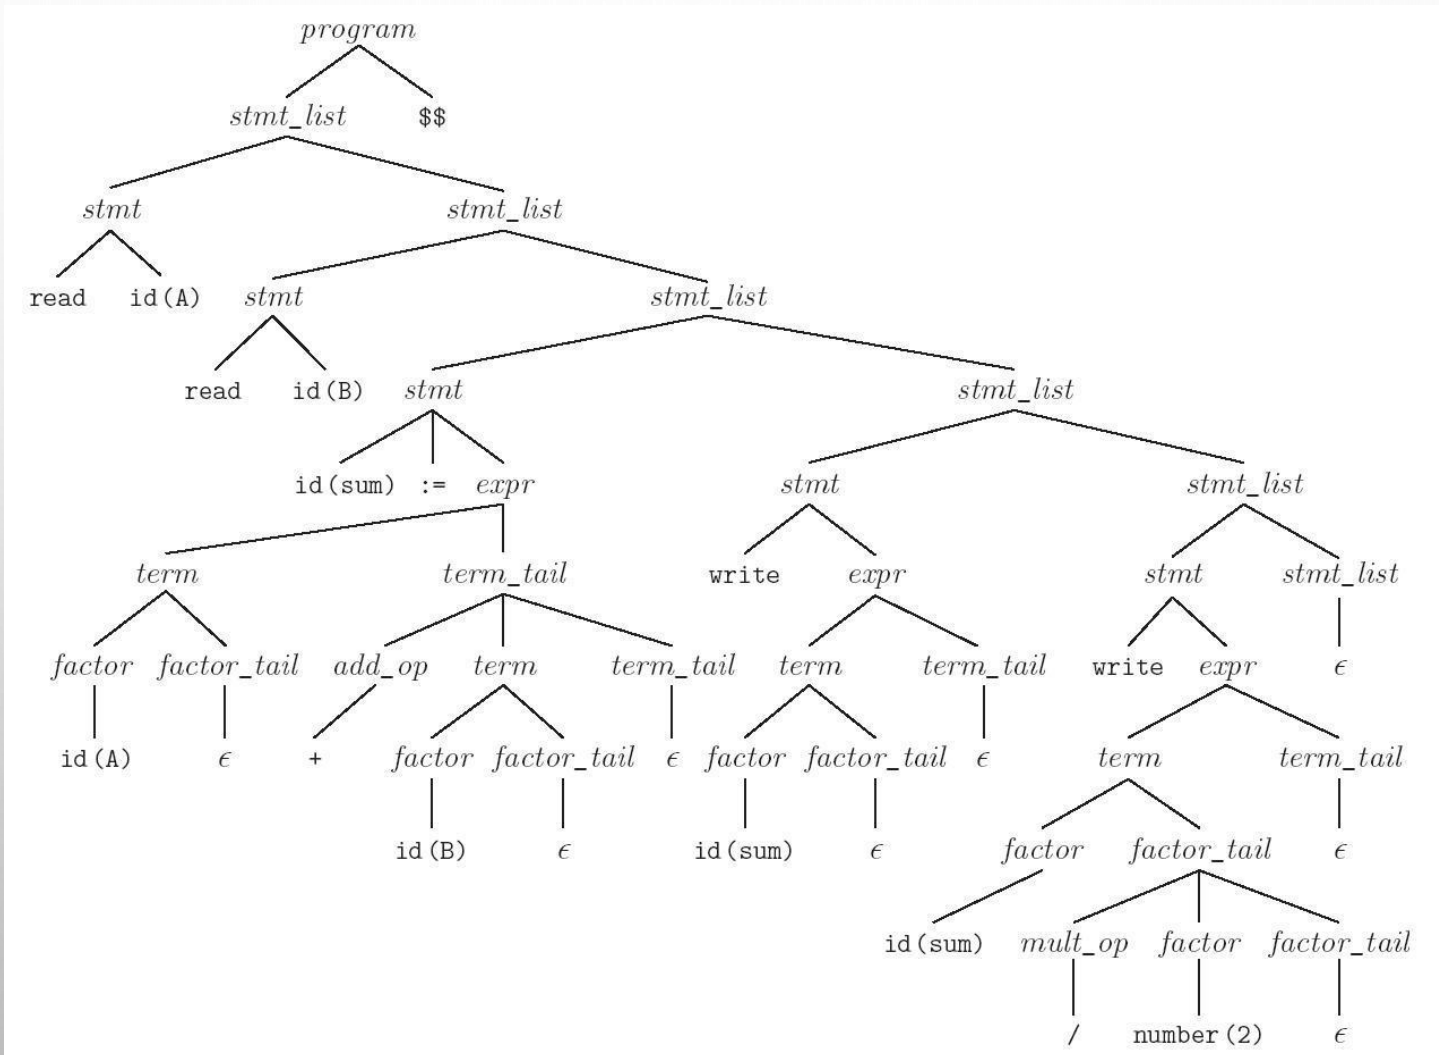 program
stmt_list $$
stmt stmt_list
read id(A) stmt stmt_list
read id(B) stmt stmt_list
id(sum) := expr stmt stmt_list
term term_tail write expr stmt stmt_list
factor factor_tail add_op term term_tail term term_tail write expr ϵ
id(A) ϵ + factor factor_tail ϵ factor factor_tail ϵ term term_tail
id(B) ϵ id(sum) ϵ factor factor_tail ϵ
id(sum) mult_op factor factor_tail
/ number(2) ϵ